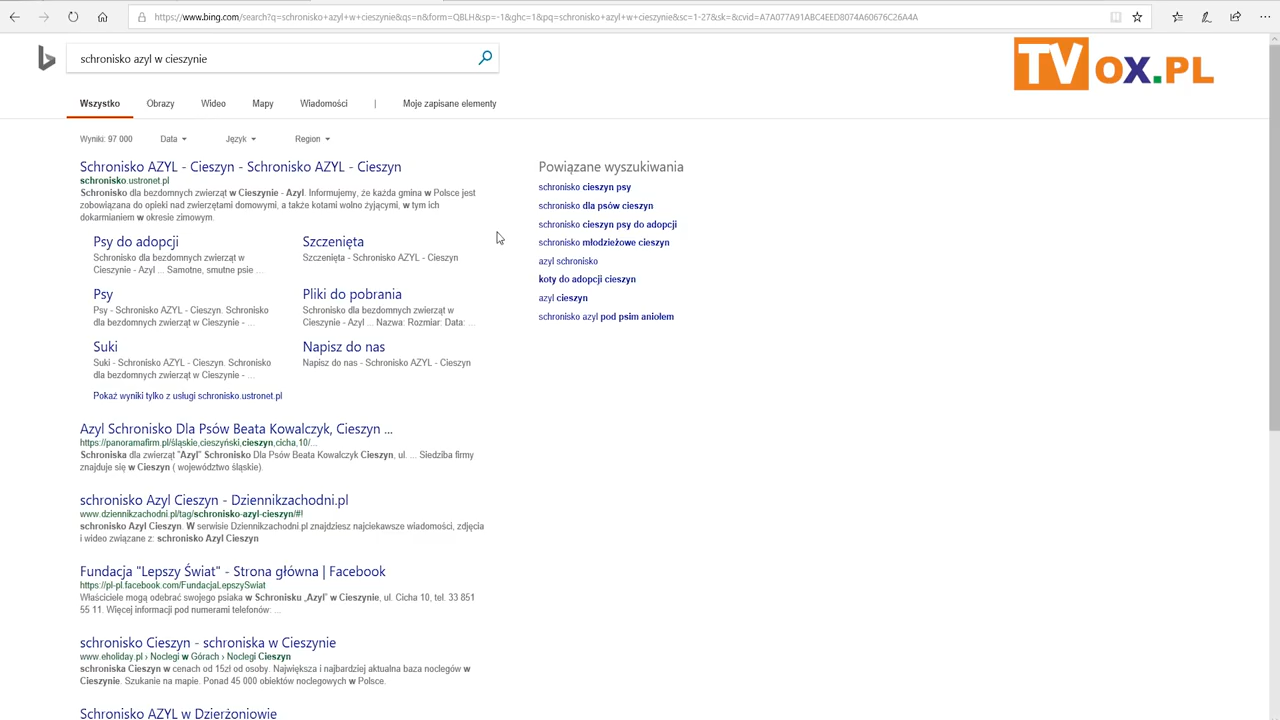 https://www.bing.com/search?q=schronisko+azyl+w+cieszynie&qs=n&form=QBLH&sp=-1&ghc=1&pq=schronisko+azyl+w+cieszynie&sc=1-27&sk=&cvid=A7A077A91ABC4EED8074A60676C26A4A
schronisko azyl w cieszynie
TVox.PL
Wszystko Obrazy Wideo Mapy Wiadomości | Moje zapisane elementy
Wyniki: 97 000 Data Język Region
Schronisko AZYL - Cieszyn - Schronisko AZYL - Cieszyn
schronisko.ustronet.pl
Schronisko dla bezdomnych zwierząt w Cieszynie - Azyl. Informujemy, że każda gmina w Polsce jest
zobowiązana do opieki nad zwierzętami domowymi, a także kotami wolno żyjącymi, w tym ich
dokarmianiem w okresie zimowym.
Psy do adopcji
Schronisko dla bezdomnych zwierząt w
Cieszynie - Azyl ... Samotne, smutne psie ...
Szczenięta
Szczenięta - Schronisko AZYL - Cieszyn
Psy
Psy - Schronisko AZYL - Cieszyn. Schronisko
dla bezdomnych zwierząt w Cieszynie - ...
Pliki do pobrania
Schronisko dla bezdomnych zwierząt w
Cieszynie - Azyl ... Nazwa: Rozmiar: Data: ...
Suki
Suki - Schronisko AZYL - Cieszyn. Schronisko
dla bezdomnych zwierząt w Cieszynie - ...
Napisz do nas
Napisz do nas - Schronisko AZYL - Cieszyn
Pokaż wyniki tylko z usługi schronisko.ustronet.pl
Azyl Schronisko Dla Psów Beata Kowalczyk, Cieszyn ...
https://panoramafirm.pl/śląskie,cieszyński,cieszyn,cicha,10/...
Schroniska dla zwierząt "Azyl" Schronisko Dla Psów Beata Kowalczyk Cieszyn, ul. ... Siedziba firmy
znajduje się w Cieszyn ( województwo śląskie).
schronisko Azyl Cieszyn - Dziennikzachodni.pl
www.dziennikzachodni.pl/tag/schronisko-azyl-cieszyn/#!
schronisko Azyl Cieszyn. W serwisie Dziennikzachodni.pl znajdziesz najciekawsze wiadomości, zdjęcia
i wideo związane z: schronisko Azyl Cieszyn
Fundacja "Lepszy Świat" - Strona główna | Facebook
https://pl-pl.facebook.com/FundacjaLepszySwiat
Właściciele mogą odebrać swojego psiaka w Schronisku „Azyl" w Cieszynie, ul. Cicha 10, tel. 33 851
55 11. Więcej informacji pod numerami telefonów: ...
schronisko Cieszyn - schroniska w Cieszynie
www.eholiday.pl › Noclegi w Górach › Noclegi Cieszyn
schroniska Cieszyn w cenach od 15zł od osoby. Największa i najbardziej aktualna baza noclegów w
Cieszynie. Szukanie na mapie. Ponad 45 000 obiektów noclegowych w Polsce.
Schronisko AZYL w Dzierżoniowie
Powiązane wyszukiwania
schronisko cieszyn psy
schronisko dla psów cieszyn
schronisko cieszyn psy do adopcji
schronisko młodzieżowe cieszyn
azyl schronisko
koty do adopcji cieszyn
azyl cieszyn
schronisko azyl pod psim aniołem